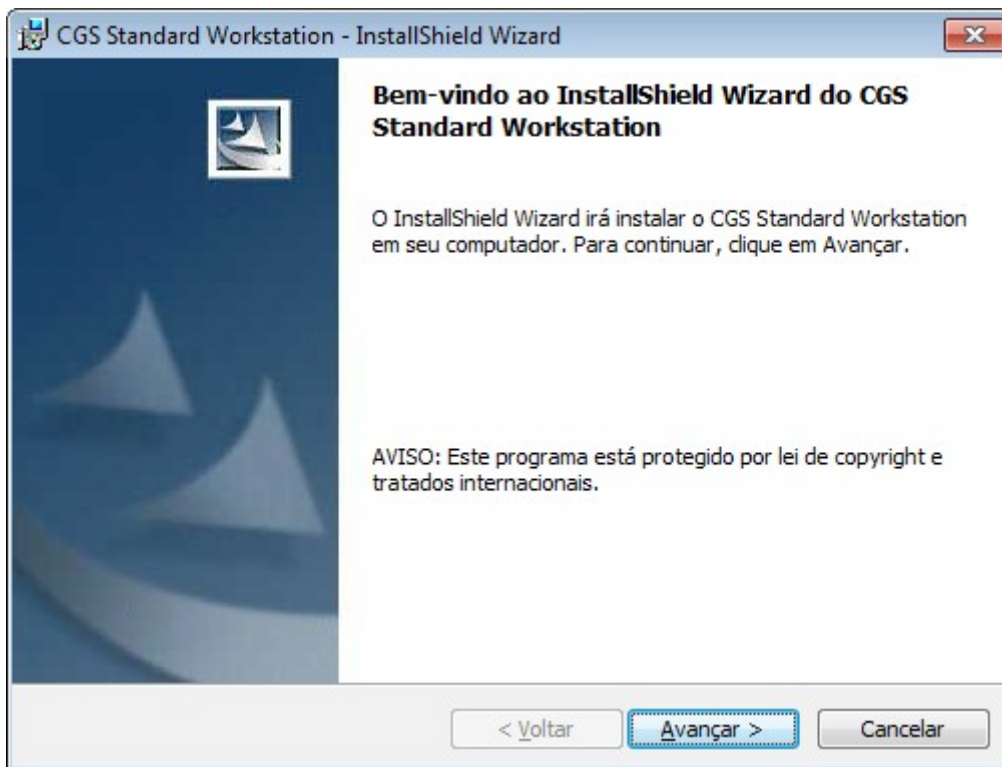 CGS Standard Workstation - InstallShield Wizard
Bem-vindo ao InstallShield Wizard do CGS
Standard Workstation
O InstallShield Wizard irá instalar o CGS Standard Workstation
em seu computador. Para continuar, clique em Avançar.
AVISO: Este programa está protegido por lei de copyright e
tratados internacionais.
< Voltar
Avançar >
Cancelar